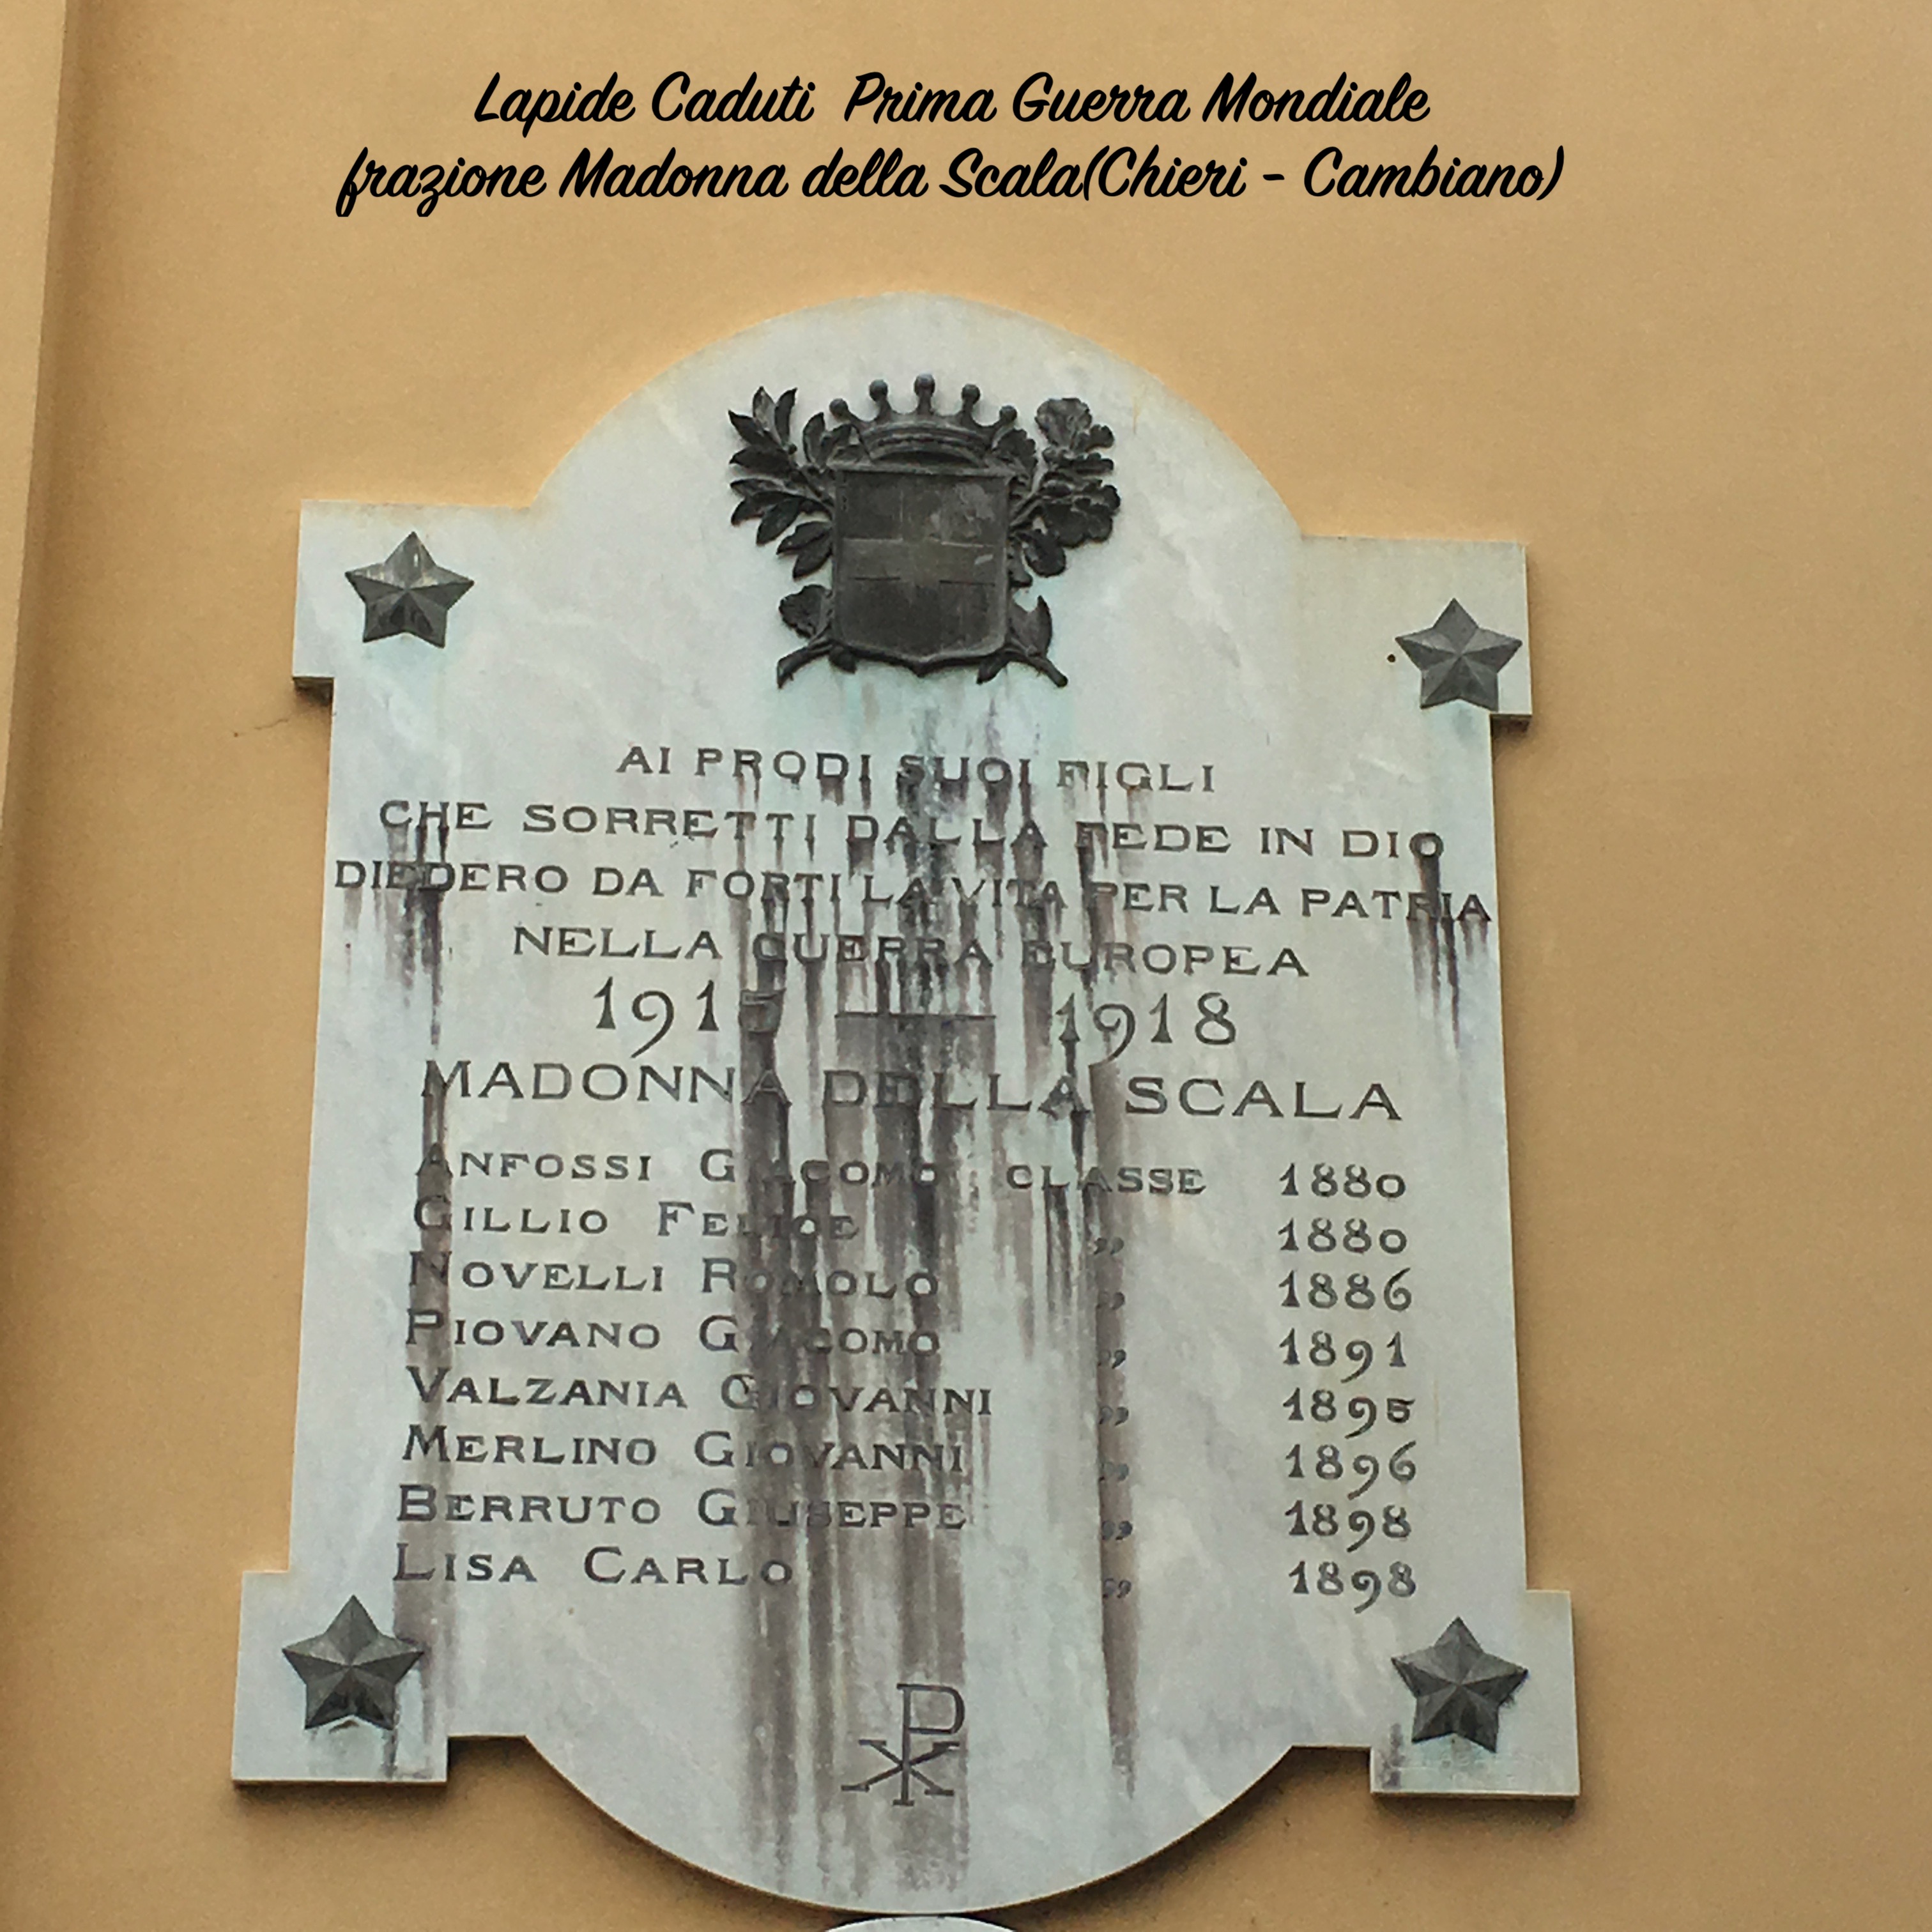 Lapide Caduti Prima Guerra Mondiale
frazione Madonna della Scala(Chieri - Cambiano)
AI PRODI SUOI FIGLI
CHE SORRETTI DALLA FEDE IN DIO
DIEDERO DA FORTI LA VITA PER LA PATRIA
NELLA GUERRA EUROPEA
1915 — 1918
MADONNA DELLA SCALA
ANFOSSI GIACOMO CLASSE 1880
GILLIO FELICE „ 1880
NOVELLI ROMOLO „ 1886
PIOVANO GIACOMO „ 1891
VALZANIA GIOVANNI „ 1895
MERLINO GIOVANNI „ 1896
BERRUTO GIUSEPPE „ 1898
LISA CARLO „ 1898